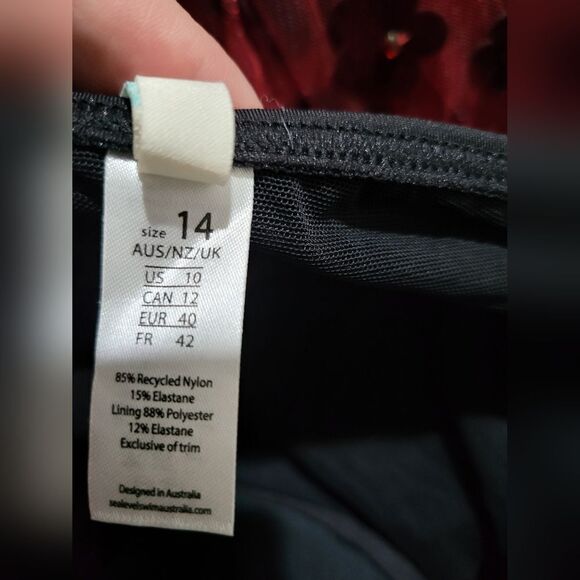 size 14
AUS/NZ/UK
US 10
CAN 12
EUR 40
FR 42
85% Recycled Nylon
15% Elastane
Lining 88% Polyester
12% Elastane
Exclusive of trim
Designed in Australia
sealevelswimaustralia.com